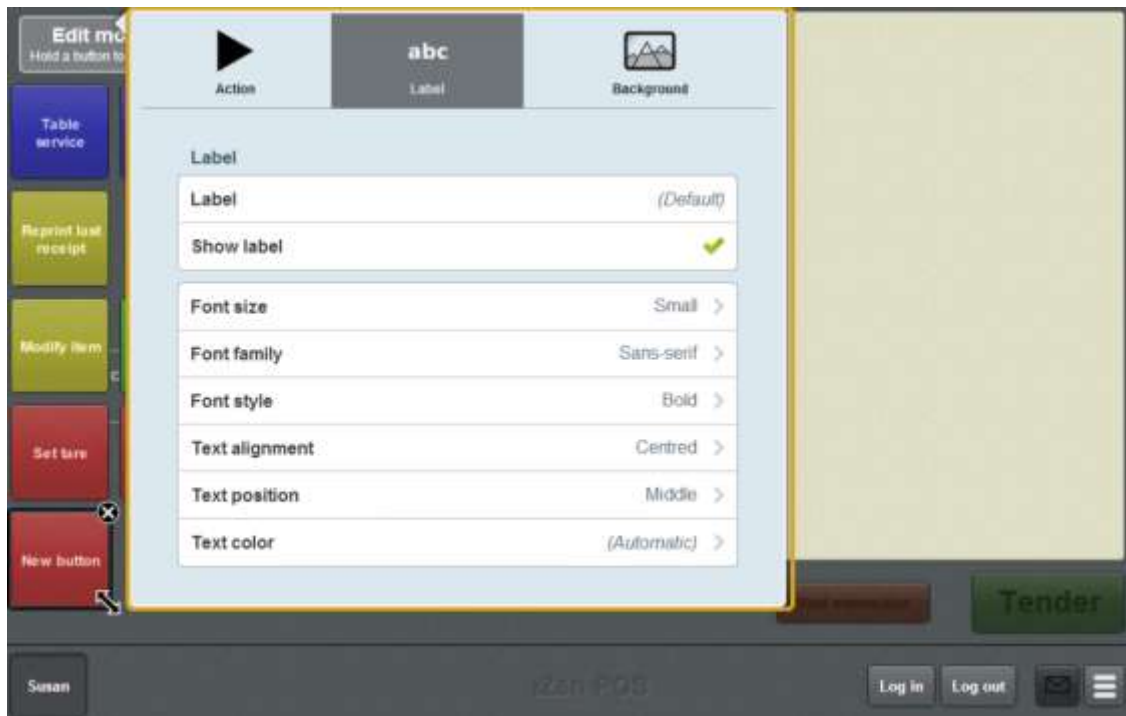 Edit mo
Hold a button to
Action
abc
Label
Background
Table
service
Reprint last
receipt
Modify item
Set tare
New button
Label
Label (Default)
Show label
Font size Small
Font family Sans-serif
Font style Bold
Text alignment Centred
Text position Middle
Text color (Automatic)
Tender
Susan
Log in
Log out